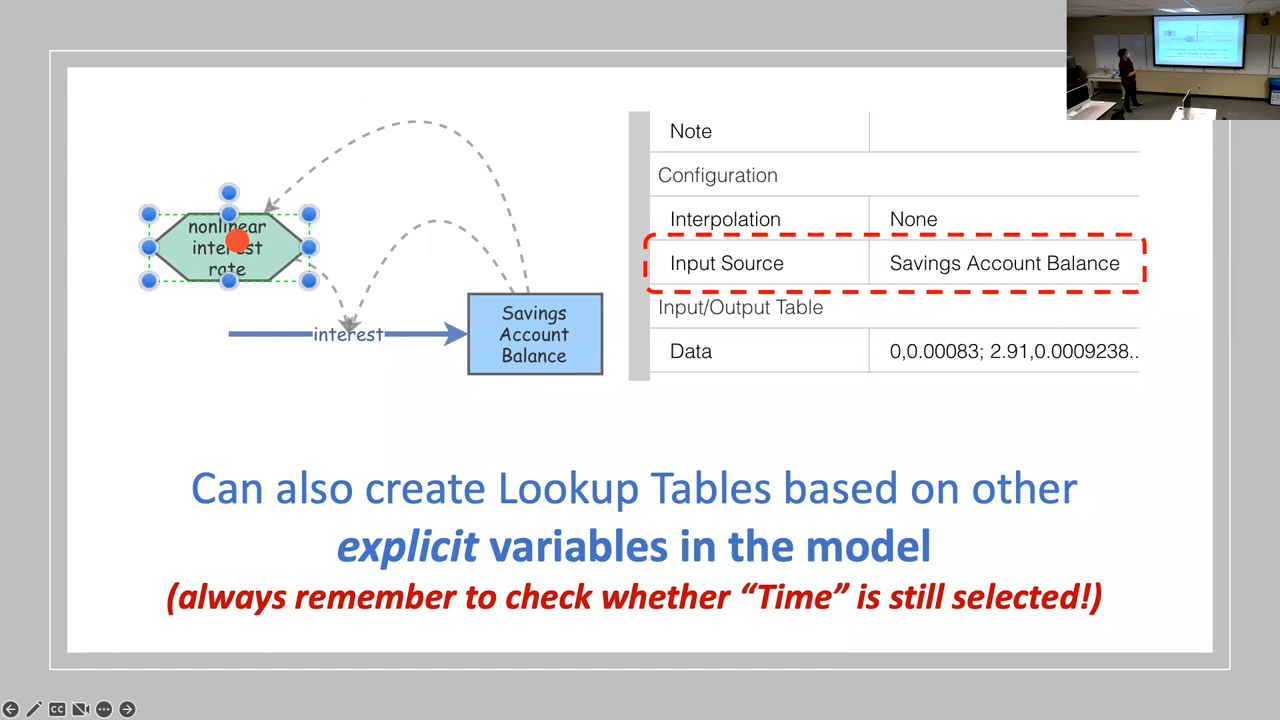 nonlinear
interest
rate
interest
Savings
Account
Balance
Note
Configuration
Interpolation None
Input Source Savings Account Balance
Input/Output Table
Data 0,0.00083; 2.91,0.0009238..
Can also create Lookup Tables based on other
explicit variables in the model
(always remember to check whether “Time” is still selected!)
CC